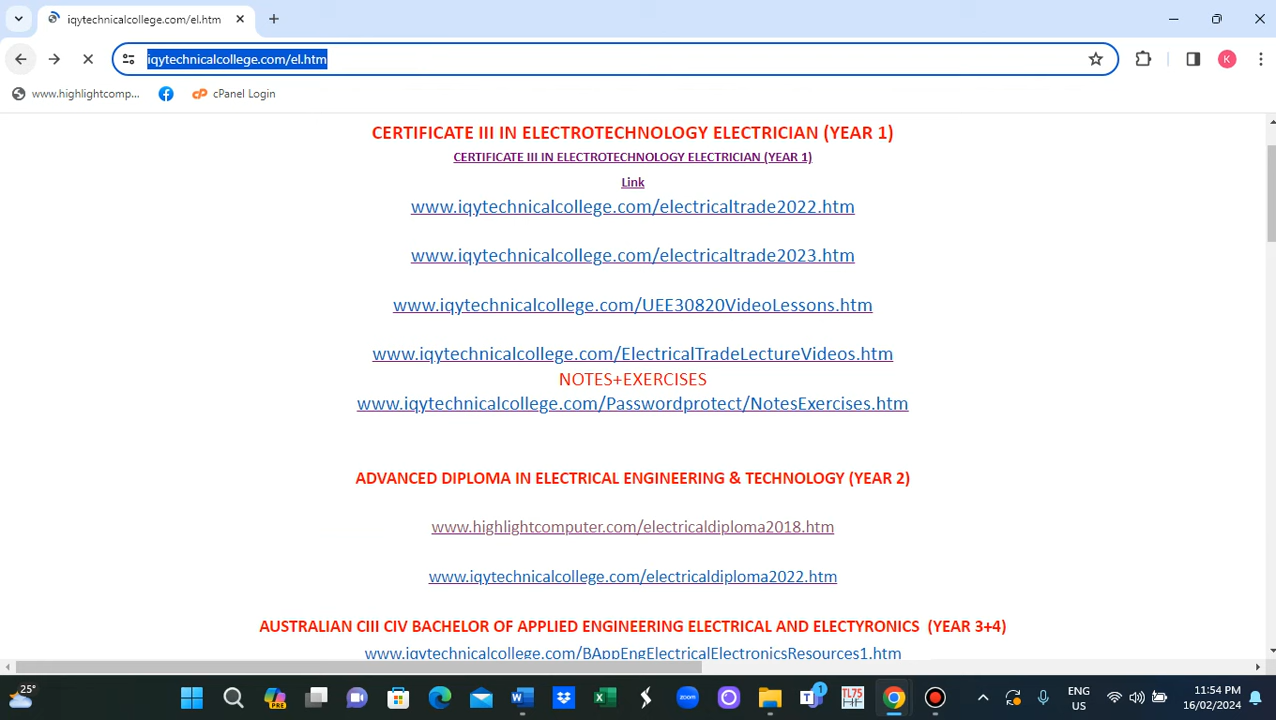 iqytechnicalcollege.com/el.htm
iqytechnicalcollege.com/el.htm
www.highlightcomp...
cPanel Login
K
CERTIFICATE III IN ELECTROTECHNOLOGY ELECTRICIAN (YEAR 1)
CERTIFICATE III IN ELECTROTECHNOLOGY ELECTRICIAN (YEAR 1)
Link
www.iqytechnicalcollege.com/electricaltrade2022.htm
www.iqytechnicalcollege.com/electricaltrade2023.htm
www.iqytechnicalcollege.com/UEE30820VideoLessons.htm
www.iqytechnicalcollege.com/ElectricalTradeLectureVideos.htm
NOTES+EXERCISES
www.iqytechnicalcollege.com/Passwordprotect/NotesExercises.htm
ADVANCED DIPLOMA IN ELECTRICAL ENGINEERING & TECHNOLOGY (YEAR 2)
www.highlightcomputer.com/electricaldiploma2018.htm
www.iqytechnicalcollege.com/electricaldiploma2022.htm
AUSTRALIAN CIII CIV BACHELOR OF APPLIED ENGINEERING ELECTRICAL AND ELECTYRONICS (YEAR 3+4)
www.iqytechnicalcollege.com/BAppEngElectricalElectronicsResources1.htm
25°
PRE
zoom
1
TL75
ENG
US
11:54 PM
16/02/2024